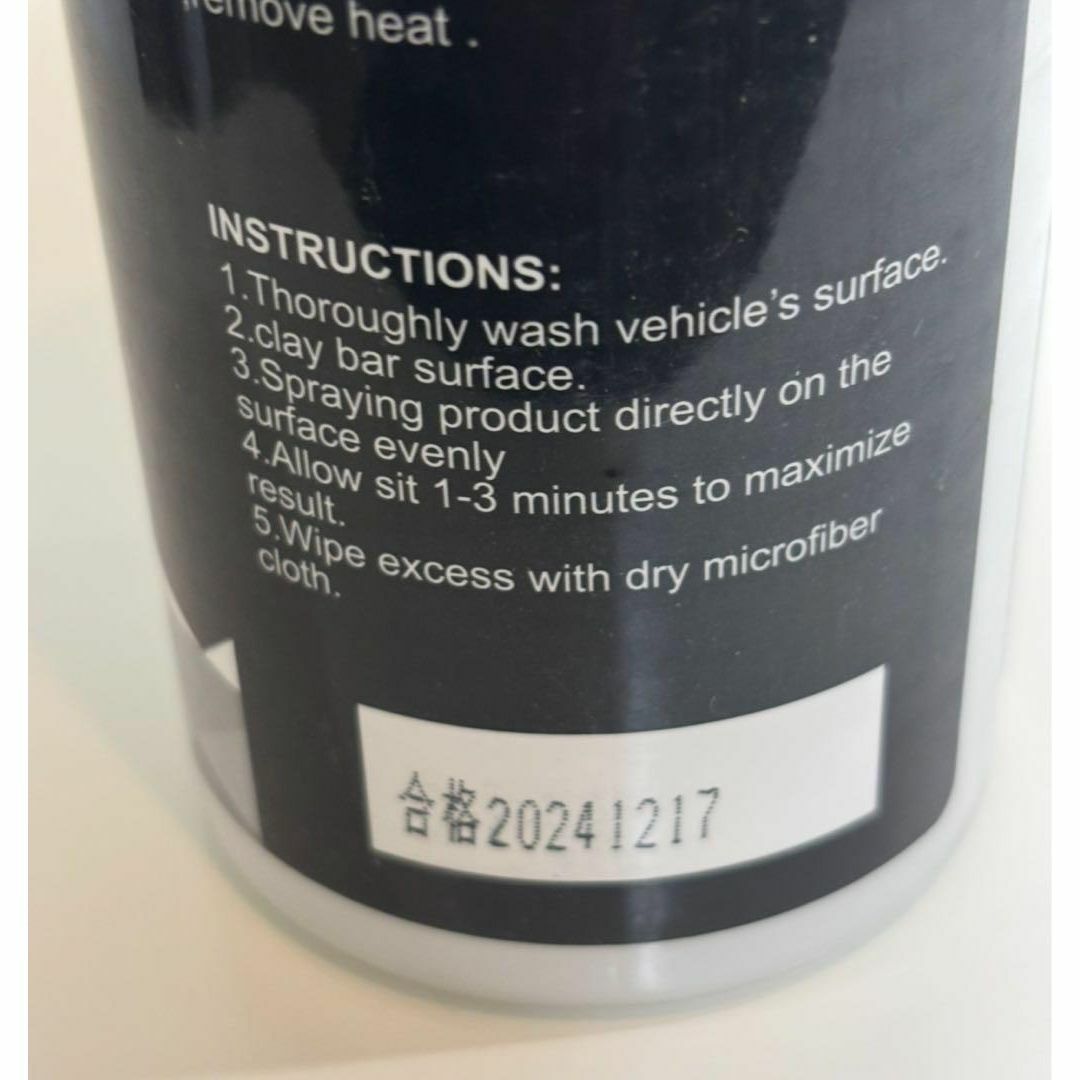 remove heat .
INSTRUCTIONS:
1.Thoroughly wash vehicle's surface.
2.clay bar surface.
3.Spraying product directly on the
surface evenly
4.Allow sit 1-3 minutes to maximize
result.
5.Wipe excess with dry microfiber
cloth.
合格20241217